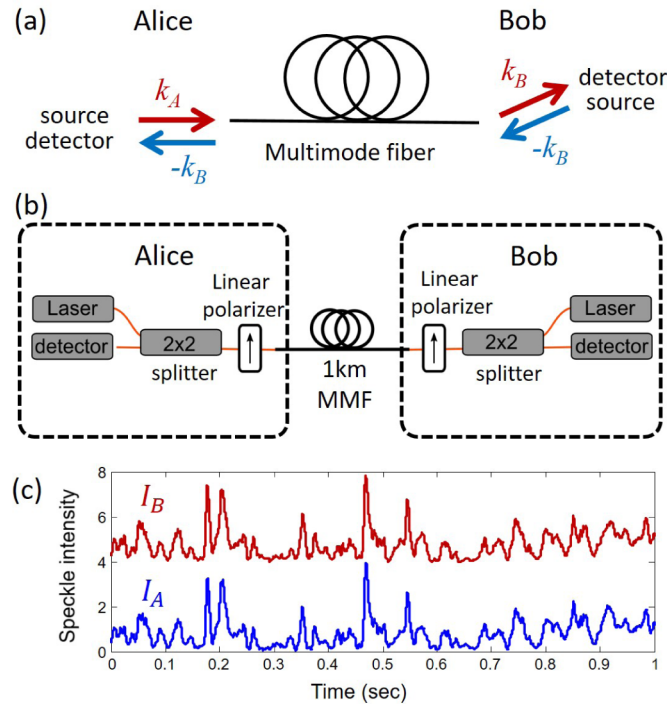 (a)
Alice
Bob
source
detector
k_A
-k_B
Multimode fiber
k_B
-k_B
detector
source
(b)
Alice
Bob
Laser
detector
2x2
splitter
Linear
polarizer
1km
MMF
Linear
polarizer
2x2
splitter
Laser
detector
(c)
Speckle intensity
8
6
4
2
0
I_B
I_A
0 0.1 0.2 0.3 0.4 0.5 0.6 0.7 0.8 0.9 1
Time (sec)